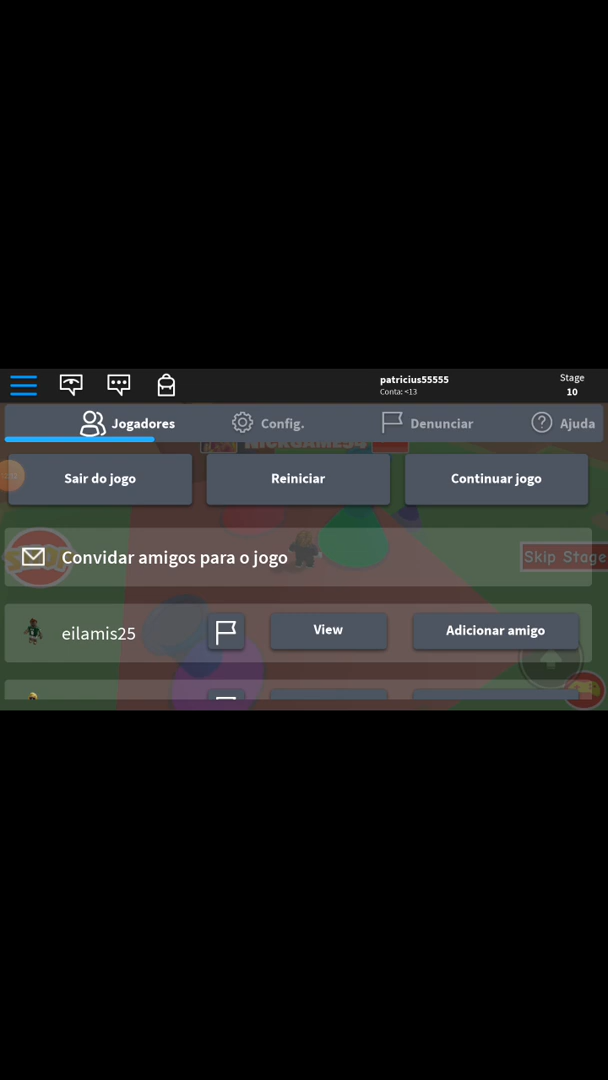 patricius55555
Conta: <13
Stage
10
Jogadores
Config.
Denunciar
Ajuda
Sair do jogo
Reiniciar
Continuar jogo
Convidar amigos para o jogo
Skip Stage
eilamis25
View
Adicionar amigo